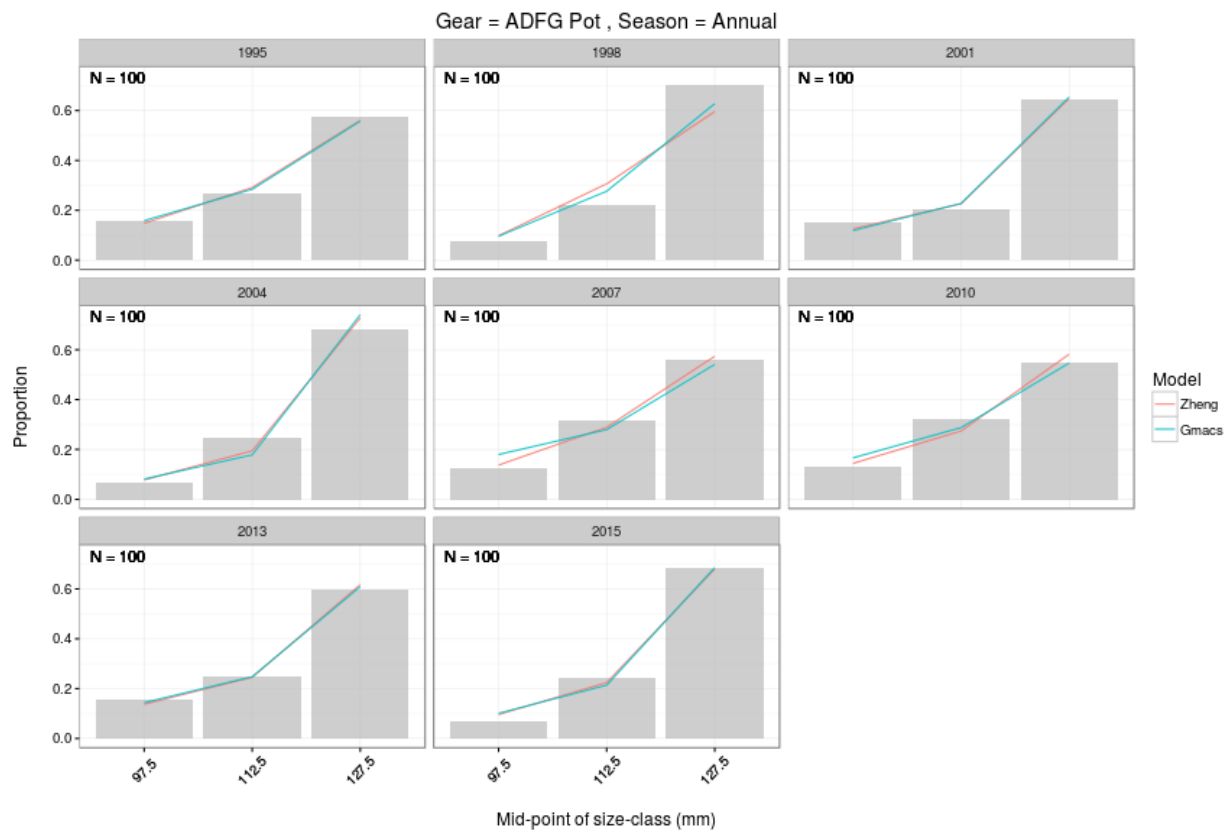 Gear = ADFG Pot , Season = Annual
1995
1998
2001
N = 100
N = 100
N = 100
0.6
0.4
0.2
0.0
2004
2007
2010
N = 100
N = 100
N = 100
0.6
0.4
0.2
0.0
Proportion
Model
Zheng
Gmacs
2013
2015
N = 100
N = 100
0.6
0.4
0.2
0.0
97.5
112.5
127.5
97.5
112.5
127.5
Mid-point of size-class (mm)